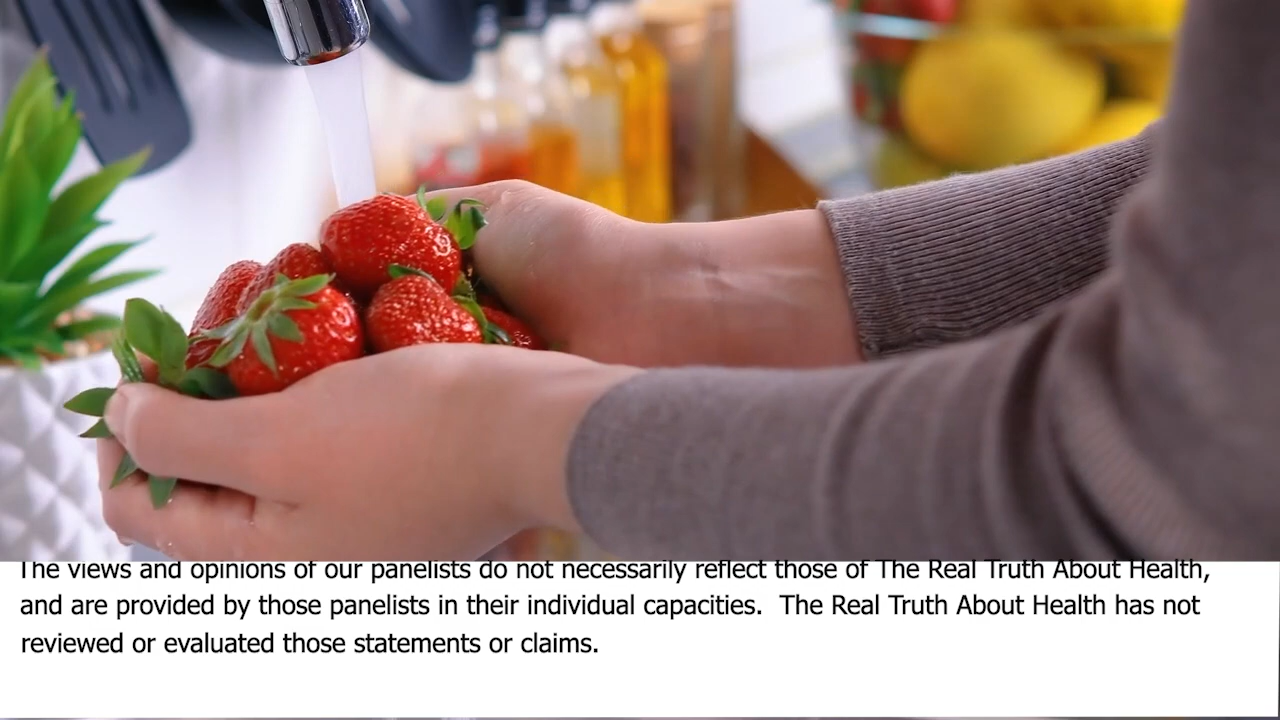 The views and opinions of our panelists do not necessarily reflect those of The Real Truth About Health,
and are provided by those panelists in their individual capacities.  The Real Truth About Health has not
reviewed or evaluated those statements or claims.